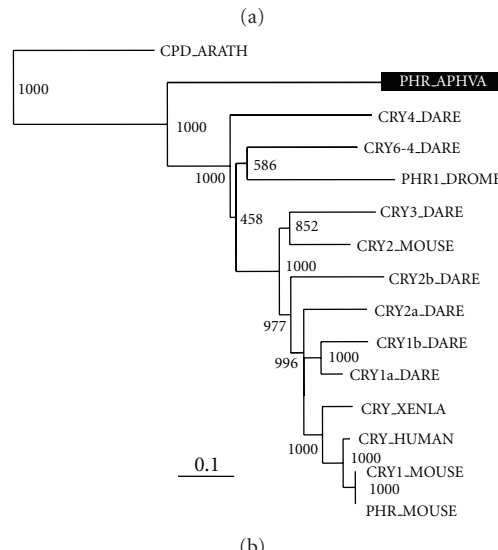 (a)
CPD_ARATH
1000
PHR_APHVA
1000
CRY4_DARE
1000
CRY6-4_DARE
586
PHR1_DROME
458
CRY3_DARE
852
CRY2_MOUSE
1000
CRY2b_DARE
977
CRY2a_DARE
996
CRY1b_DARE
1000
CRY1a_DARE
CRY_XENLA
1000
CRY_HUMAN
1000
CRY1_MOUSE
0.1
1000
PHR_MOUSE
(b)